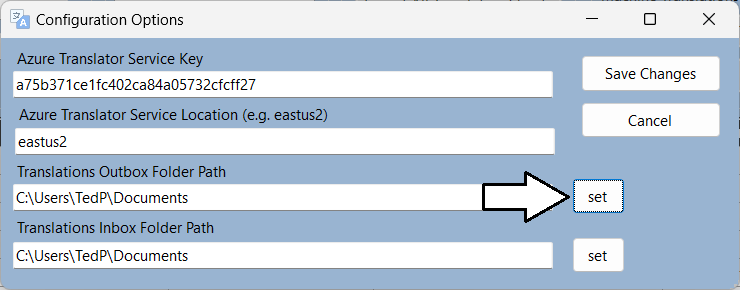 Configuration Options
Azure Translator Service Key
a75b371ce1fc402ca84a05732cfcff27
Save Changes
Azure Translator Service Location (e.g. eastus2)
Cancel
eastus2
Translations Outbox Folder Path
C:\Users\TedP\Documents
set
Translations Inbox Folder Path
C:\Users\TedP\Documents
set